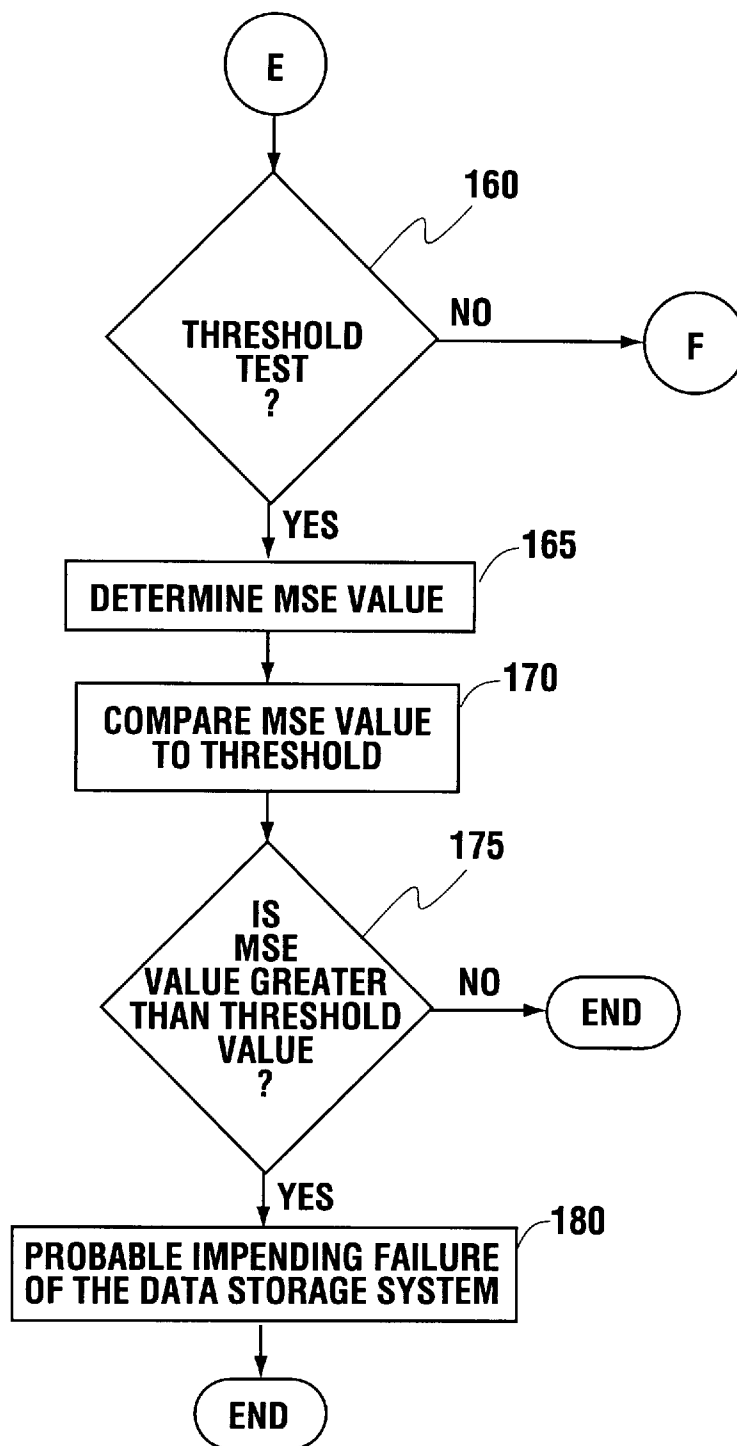 E
160
THRESHOLD
TEST
?
NO
F
YES
165
DETERMINE MSE VALUE
170
COMPARE MSE VALUE
TO THRESHOLD
175
IS
MSE
VALUE GREATER
THAN THRESHOLD
VALUE
?
NO
END
YES
180
PROBABLE IMPENDING FAILURE
OF THE DATA STORAGE SYSTEM
END